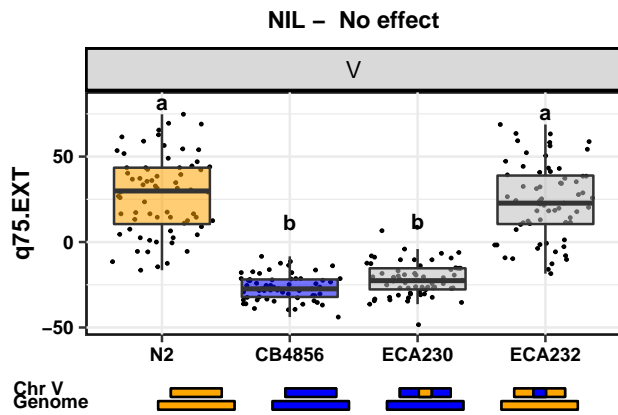 NIL – No effect
V
a
a
b
b
50
0
−50
q75.EXT
N2 CB4856 ECA230 ECA232
Chr V
Genome